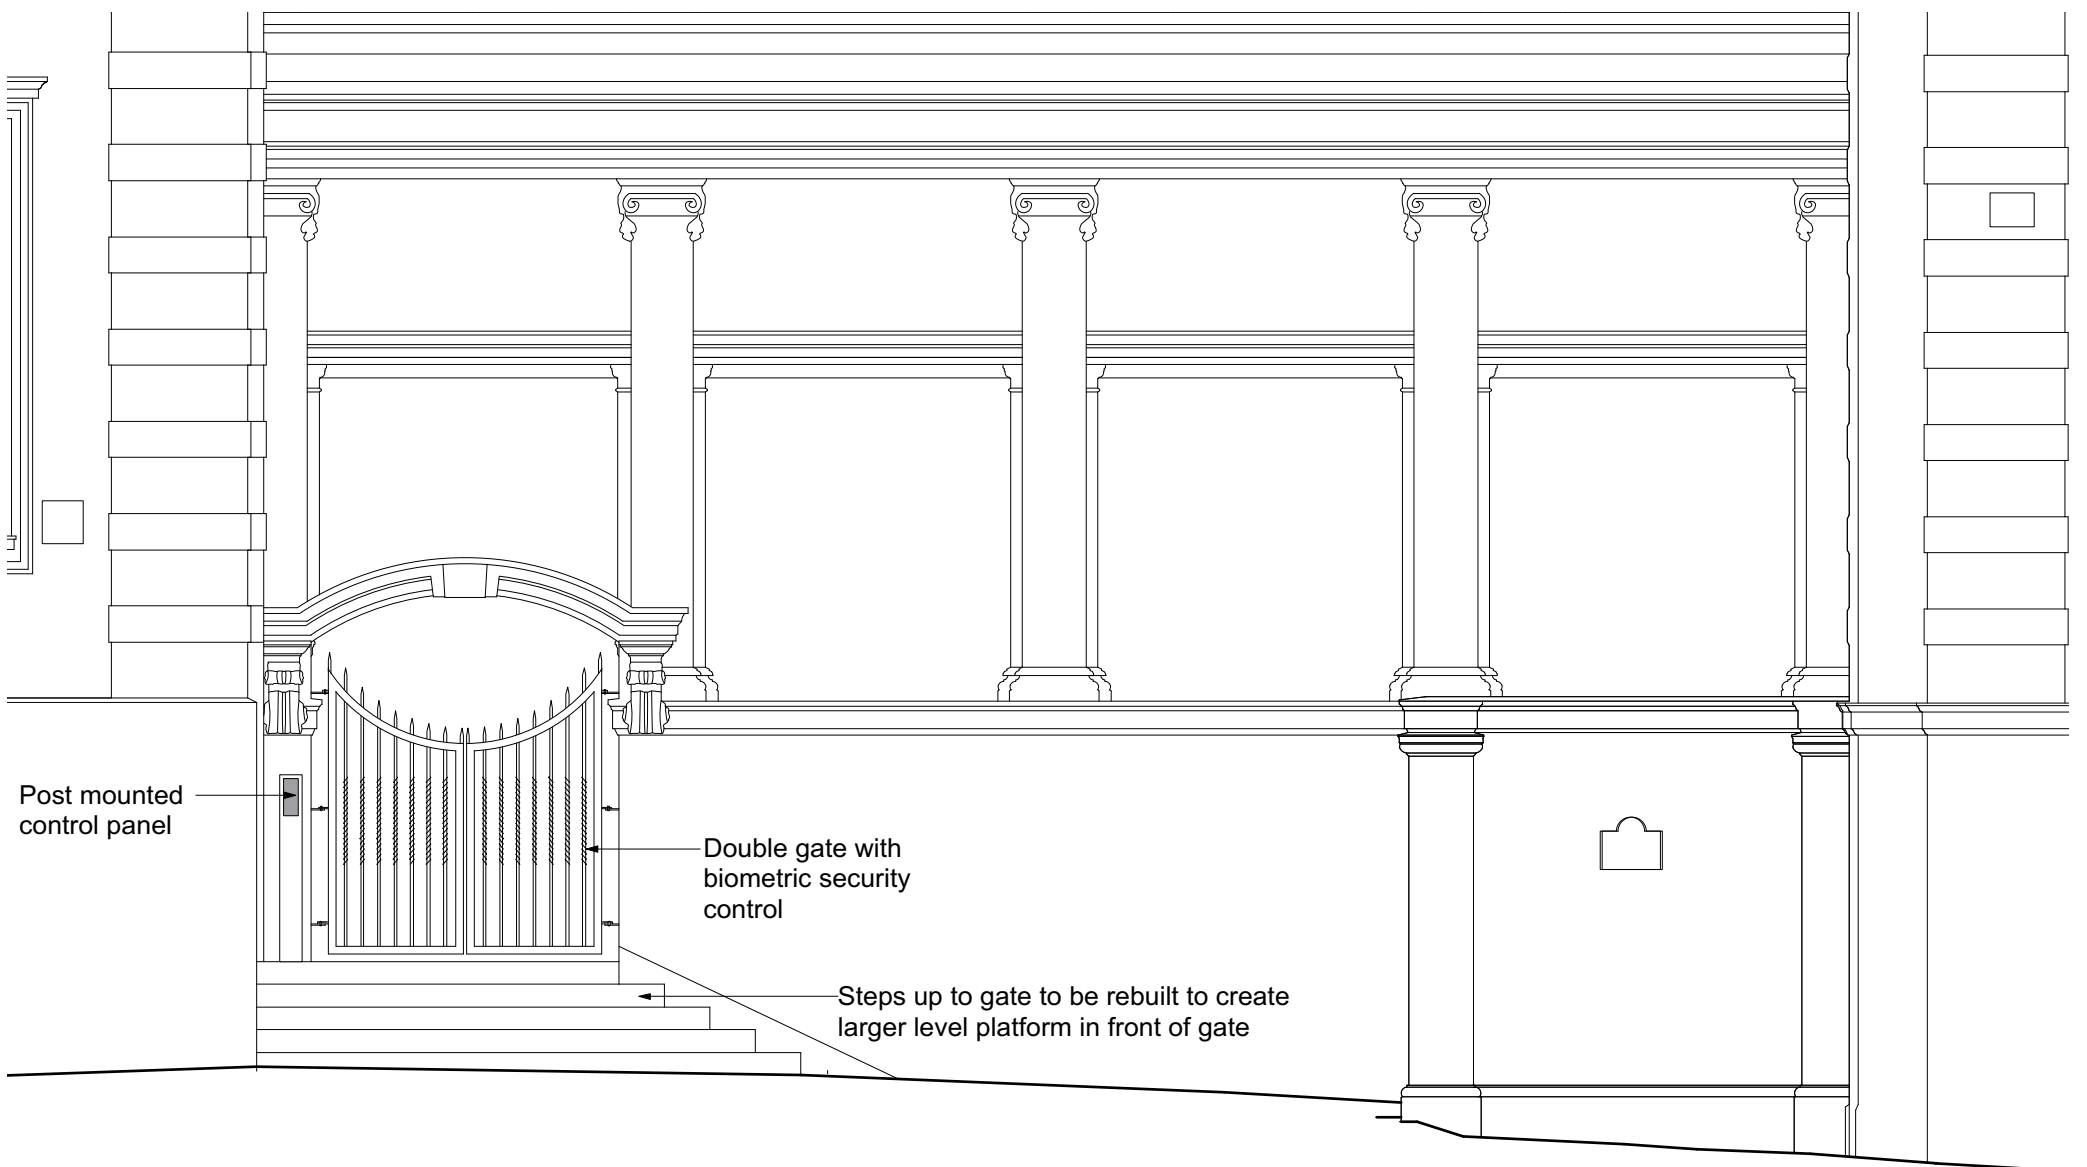 Post mounted
control panel
Double gate with
biometric security
control
Steps up to gate to be rebuilt to create
larger level platform in front of gate